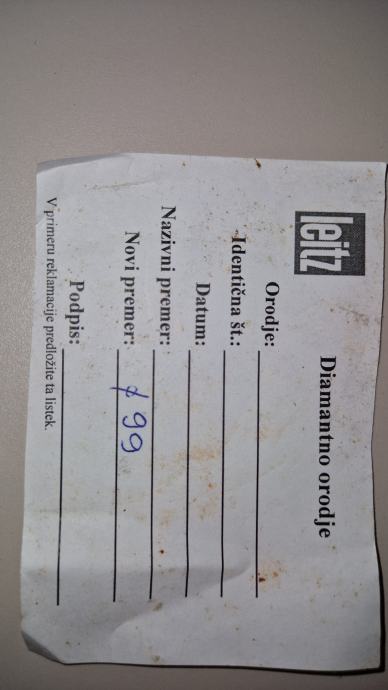 leitz
Diamantno orodje
Orodje:
Identična št.:
Datum:
Nazivni premer:
Novi premer: ⌀ 99
Podpis:
V primeru reklamacije predložite ta listek.